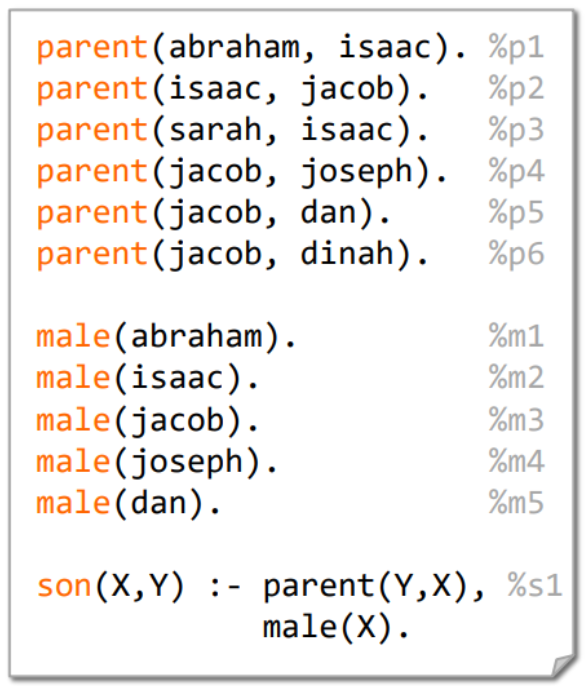 parent(abraham, isaac). %p1
parent(isaac, jacob). %p2
parent(sarah, isaac). %p3
parent(jacob, joseph). %p4
parent(jacob, dan). %p5
parent(jacob, dinah). %p6
male(abraham). %m1
male(isaac). %m2
male(jacob). %m3
male(joseph). %m4
male(dan). %m5
son(X,Y) :- parent(Y,X), %s1
male(X).